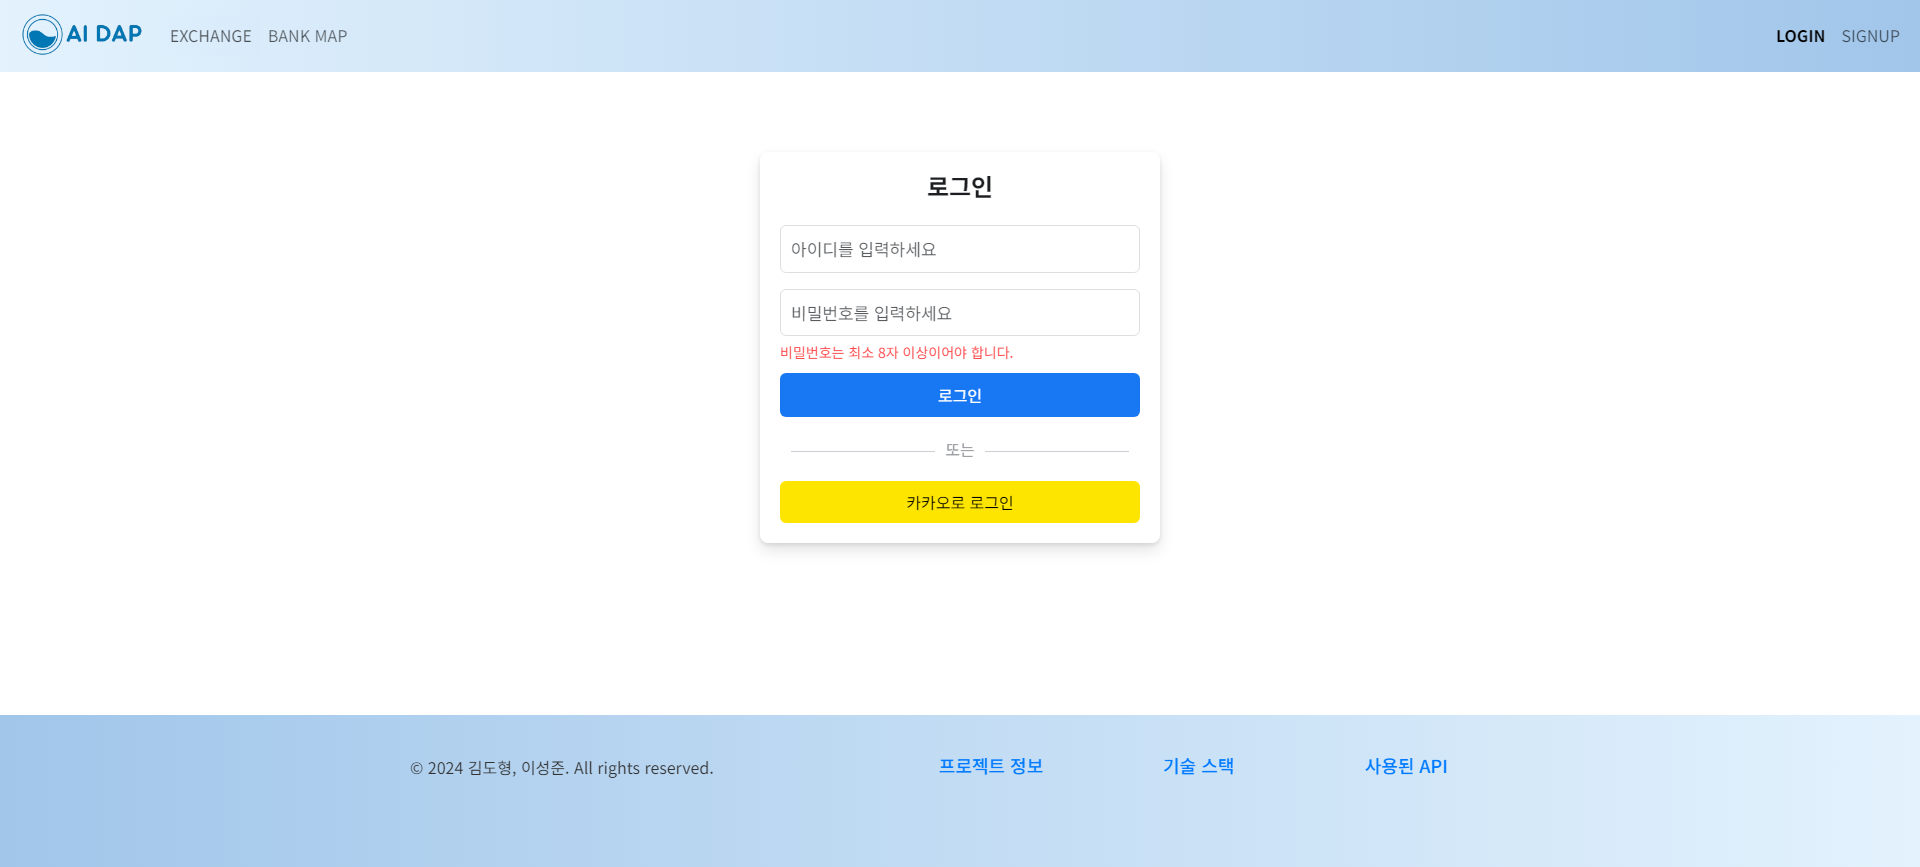 AI DAP
EXCHANGE BANK MAP
LOGIN SIGNUP
로그인
아이디를 입력하세요
비밀번호를 입력하세요
비밀번호는 최소 8자 이상이어야 합니다.
로그인
또는
카카오로 로그인
© 2024 김도형, 이성준. All rights reserved.
프로젝트 정보
기술 스택
사용된 API